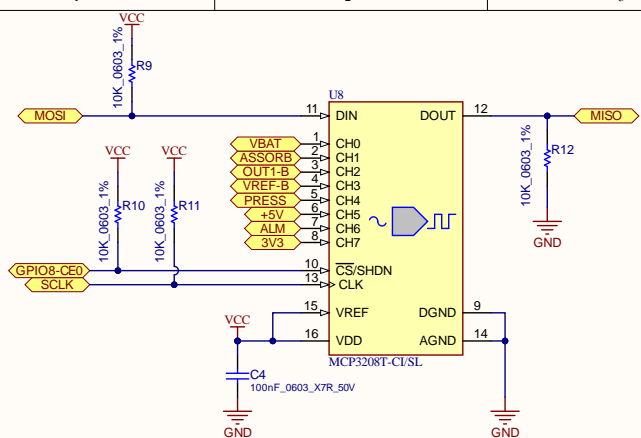 VCC
R9
10K_0603_1%
U8
MOSI
11
DIN
DOUT
12
MISO
VBAT
1
CH0
ASSORB
2
CH1
OUT1-B
3
CH2
VREF-B
4
CH3
PRESS
5
CH4
+5V
6
CH5
ALM
7
CH6
3V3
8
CH7
R12
10K_0603_1%
GND
VCC
VCC
R10
10K_0603_1%
R11
10K_0603_1%
GPIO8-CE0
10
CS/SHDN
SCLK
13
CLK
15
VREF
DGND
9
VCC
16
VDD
AGND
14
MCP3208T-CI/SL
C4
100nF_0603_X7R_50V
GND
GND